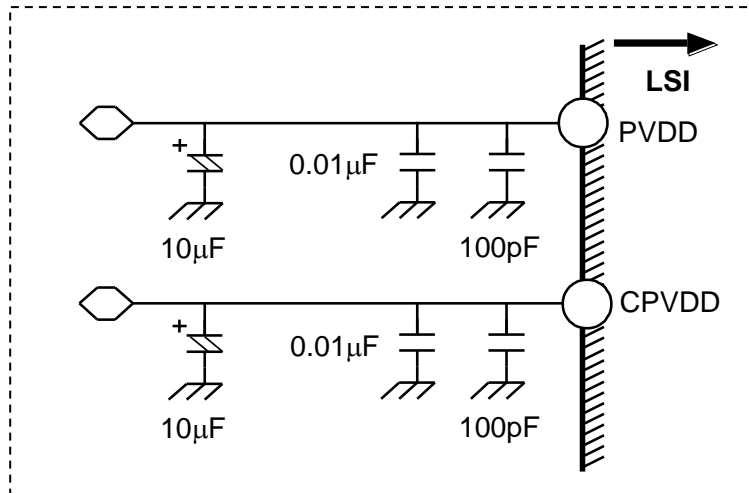 LSI
PVDD
+
0.01µF
10µF
100pF
CPVDD
+
0.01µF
10µF
100pF